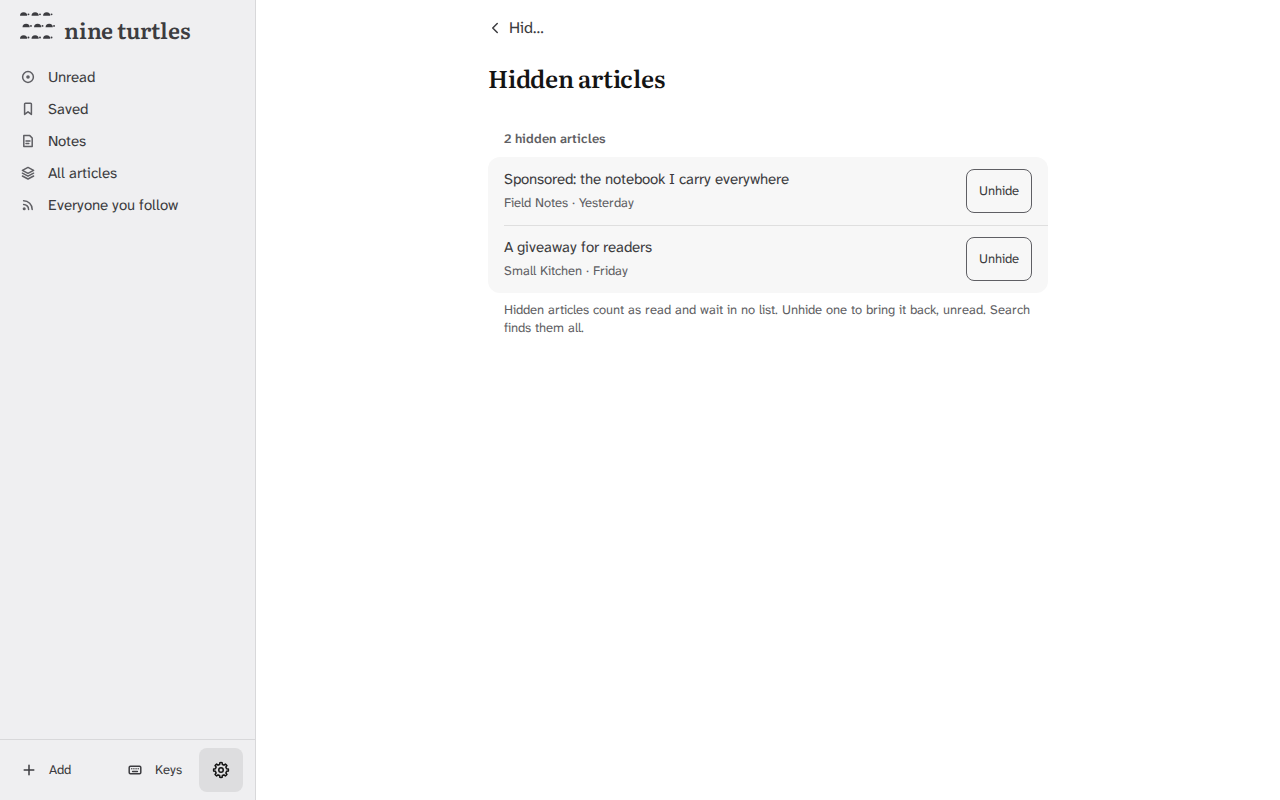 nine turtles
Unread
Saved
Notes
All articles
Everyone you follow
Add
Keys
Hid...
Hidden articles
2 hidden articles
Sponsored: the notebook I carry everywhere
Field Notes · Yesterday
Unhide
A giveaway for readers
Small Kitchen · Friday
Unhide
Hidden articles count as read and wait in no list. Unhide one to bring it back, unread. Search
finds them all.